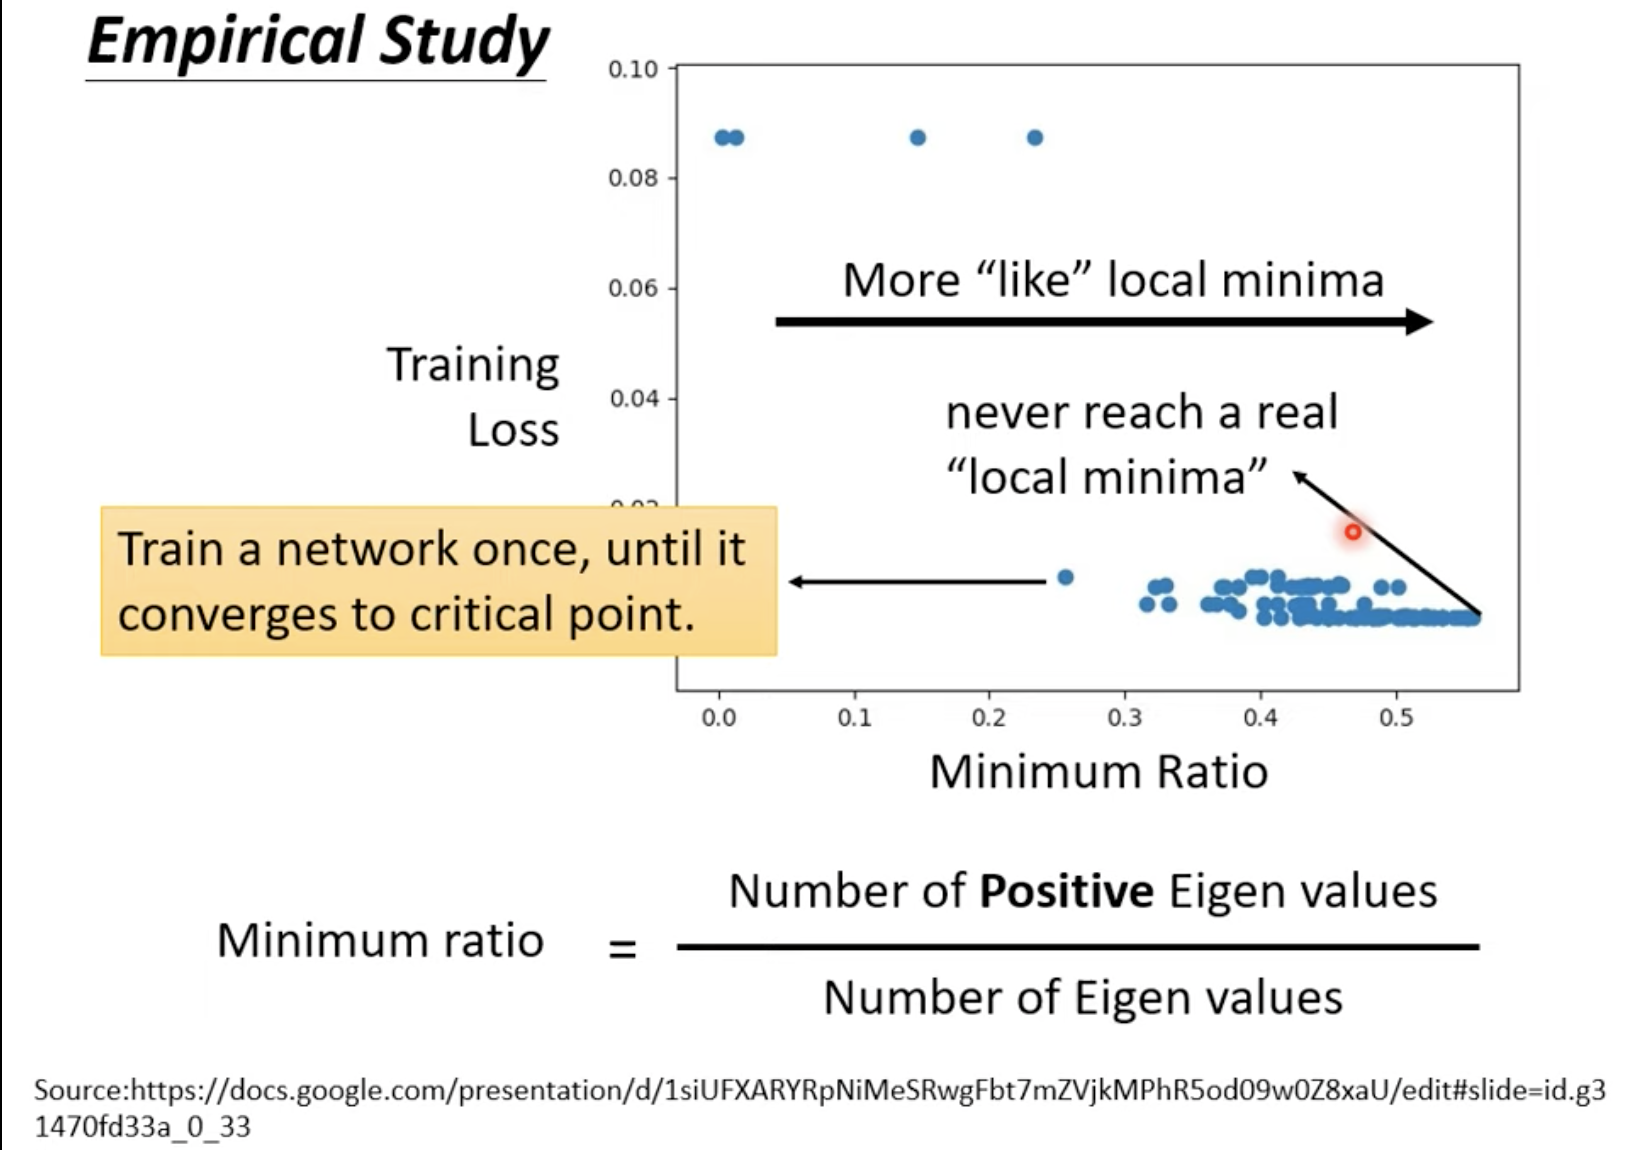 Empirical Study
0.10
0.08
0.06
0.04
More “like” local minima
Training
Loss
never reach a real
“local minima”
Train a network once, until it
converges to critical point.
0.0 0.1 0.2 0.3 0.4 0.5
Minimum Ratio
Number of Positive Eigen values
Minimum ratio =
Number of Eigen values
Source:https://docs.google.com/presentation/d/1siUFXARYRpNiMeSRwgFbt7mZVjkMPhR5od09w0Z8xaU/edit#slide=id.g3
1470fd33a_0_33